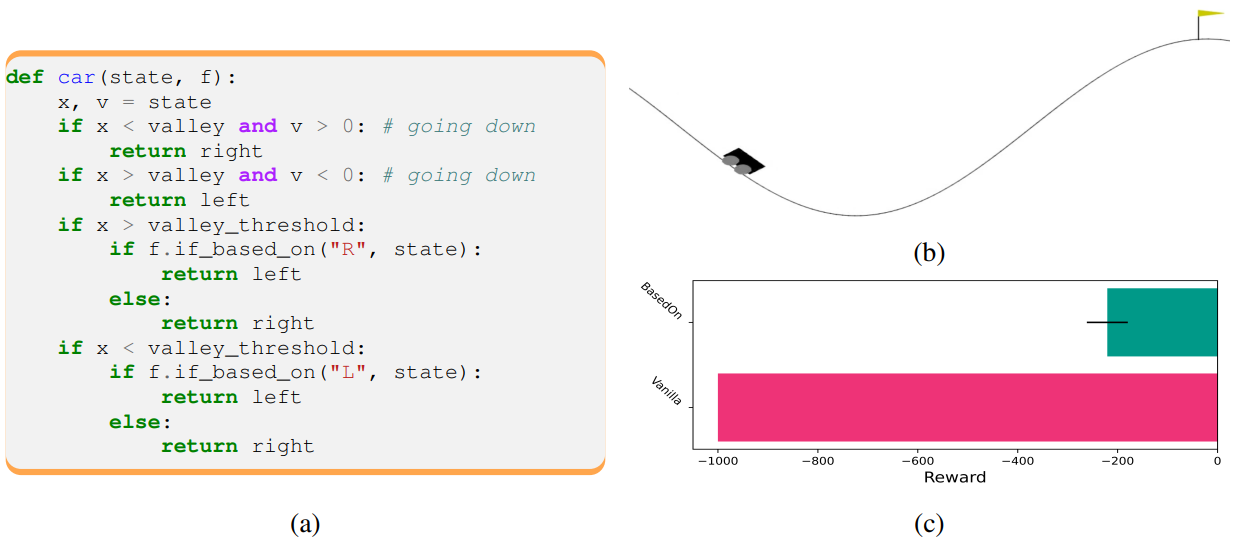 def car(state, f):
    x, v = state
    if x < valley and v > 0: # going down
        return right
    if x > valley and v < 0: # going down
        return left
    if x > valley_threshold:
        if f.if_based_on("R", state):
            return left
        else:
            return right
    if x < valley_threshold:
        if f.if_based_on("L", state):
            return left
        else:
            return right
(a)
(b)
BasedOn
Vanilla
−1000 −800 −600 −400 −200 0
Reward
(c)